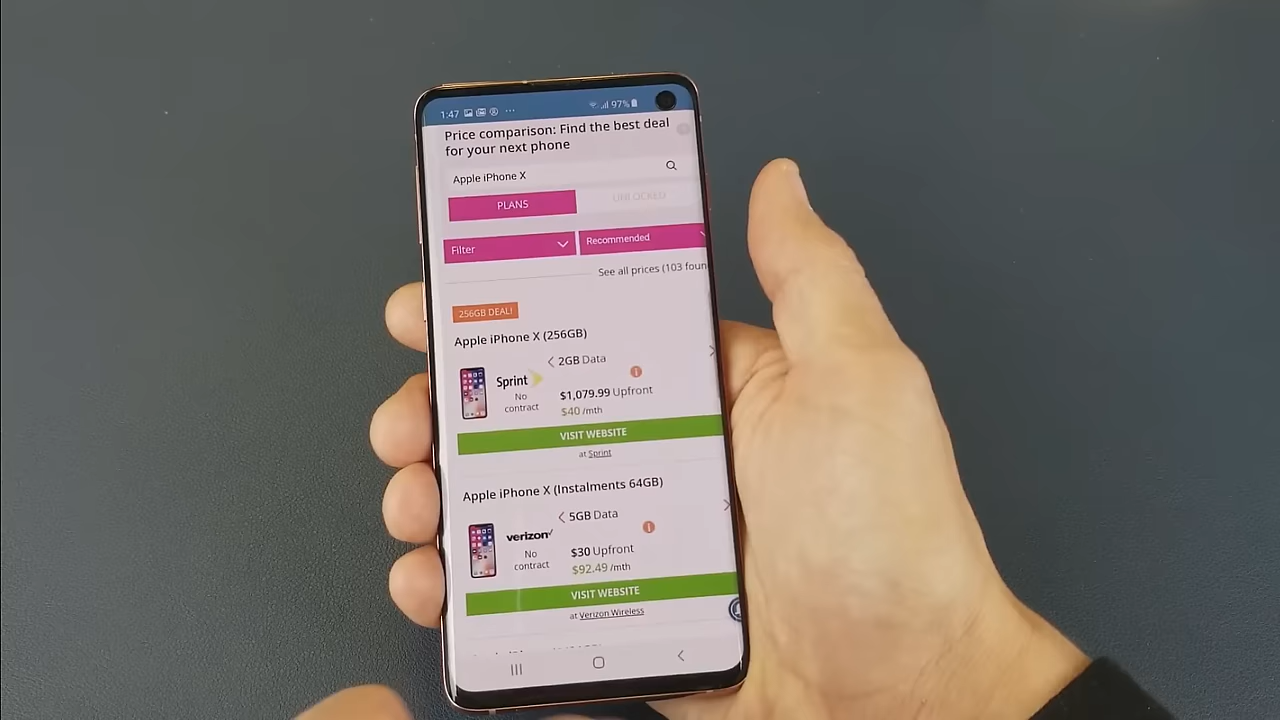 1:47 ... 97%
Price comparison: Find the best deal
for your next phone
Apple iPhone X
PLANS UNLOCKED
Filter Recommended
See all prices (103 foun
256GB DEAL!
Apple iPhone X (256GB)
2GB Data
Sprint
No
contract
$1,079.99 Upfront
$40 /mth
VISIT WEBSITE
at Sprint
Apple iPhone X (Instalments 64GB)
5GB Data
verizon
No
contract
$30 Upfront
$92.49 /mth
VISIT WEBSITE
at Verizon Wireless